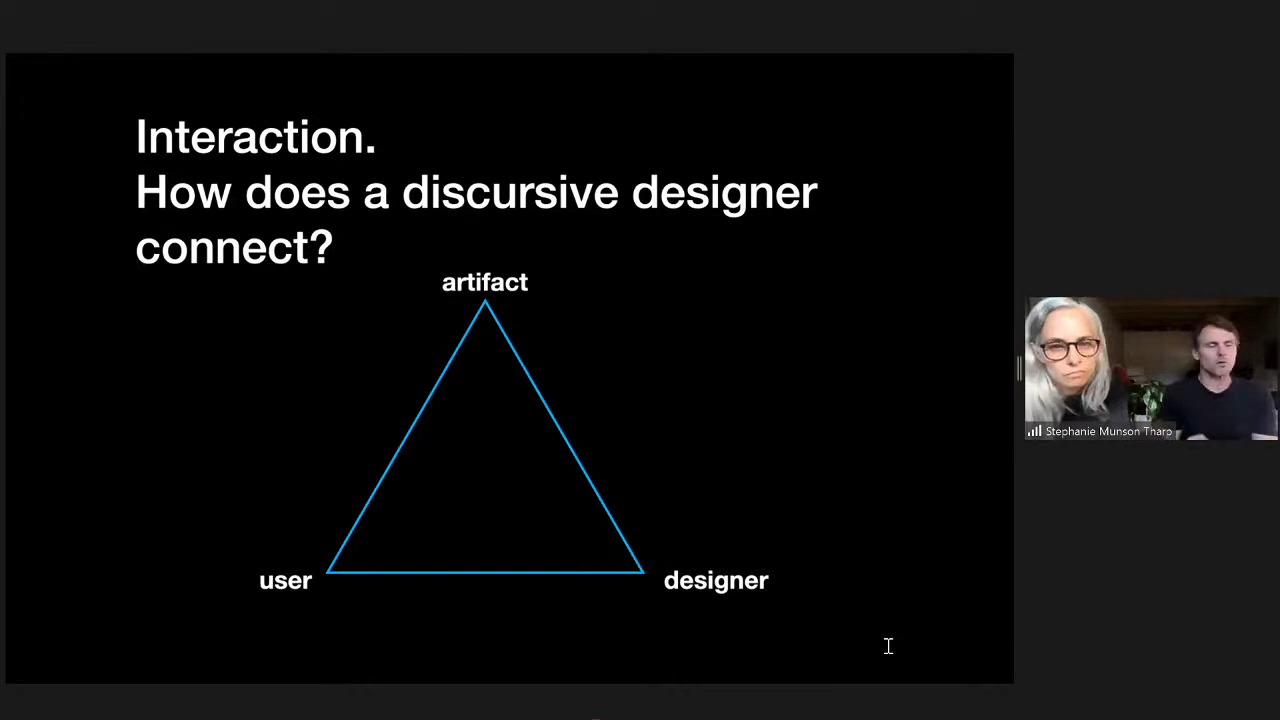 Interaction.
How does a discursive designer
connect?
artifact
user
designer
Stephanie Munson Tharp